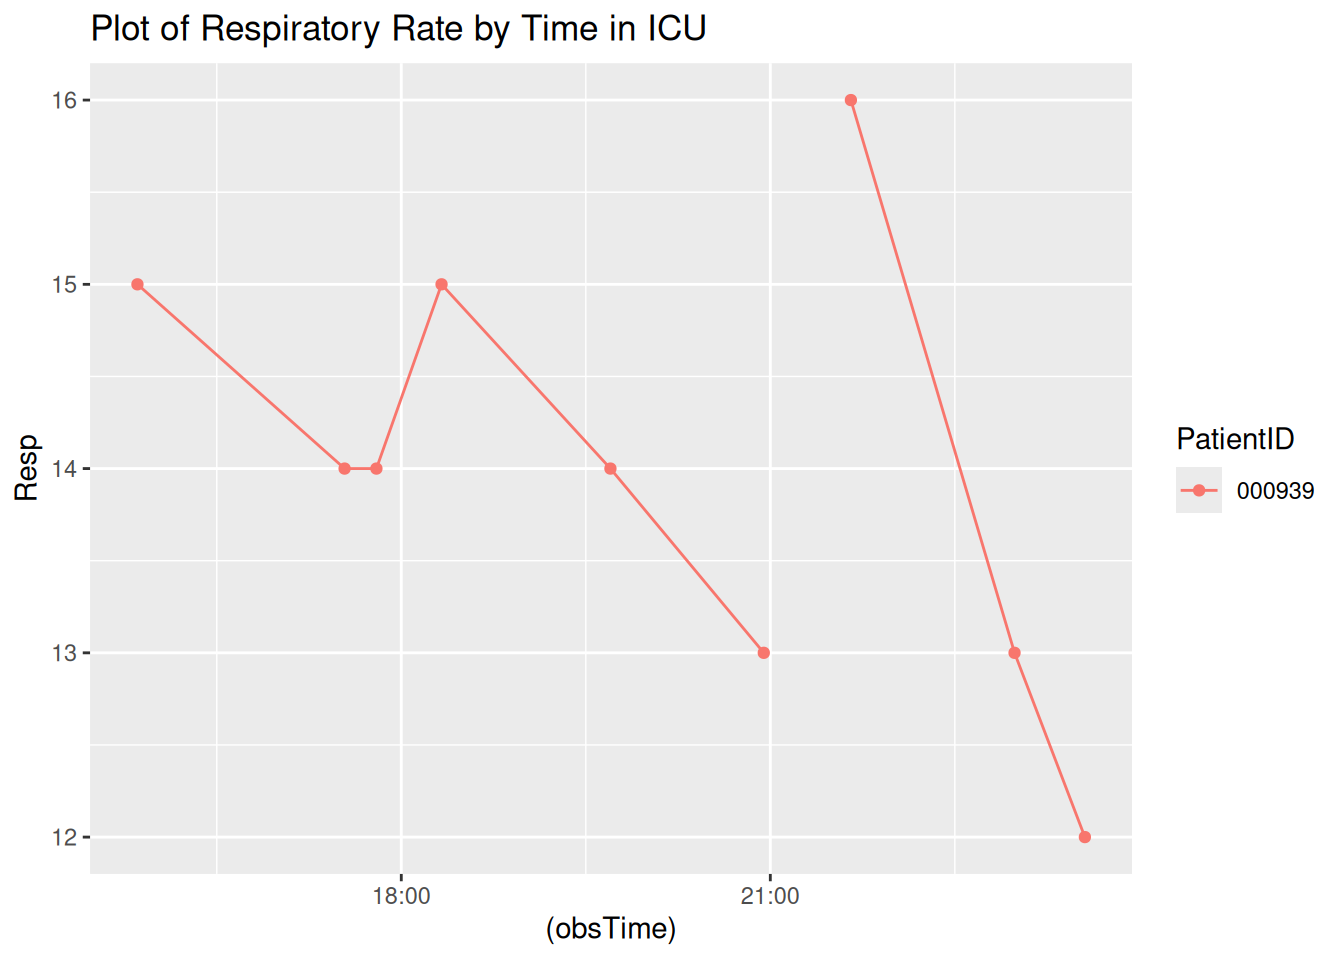 Plot of Respiratory Rate by Time in ICU
16
15
14
13
12
Resp
18:00
21:00
(obsTime)
PatientID
000939